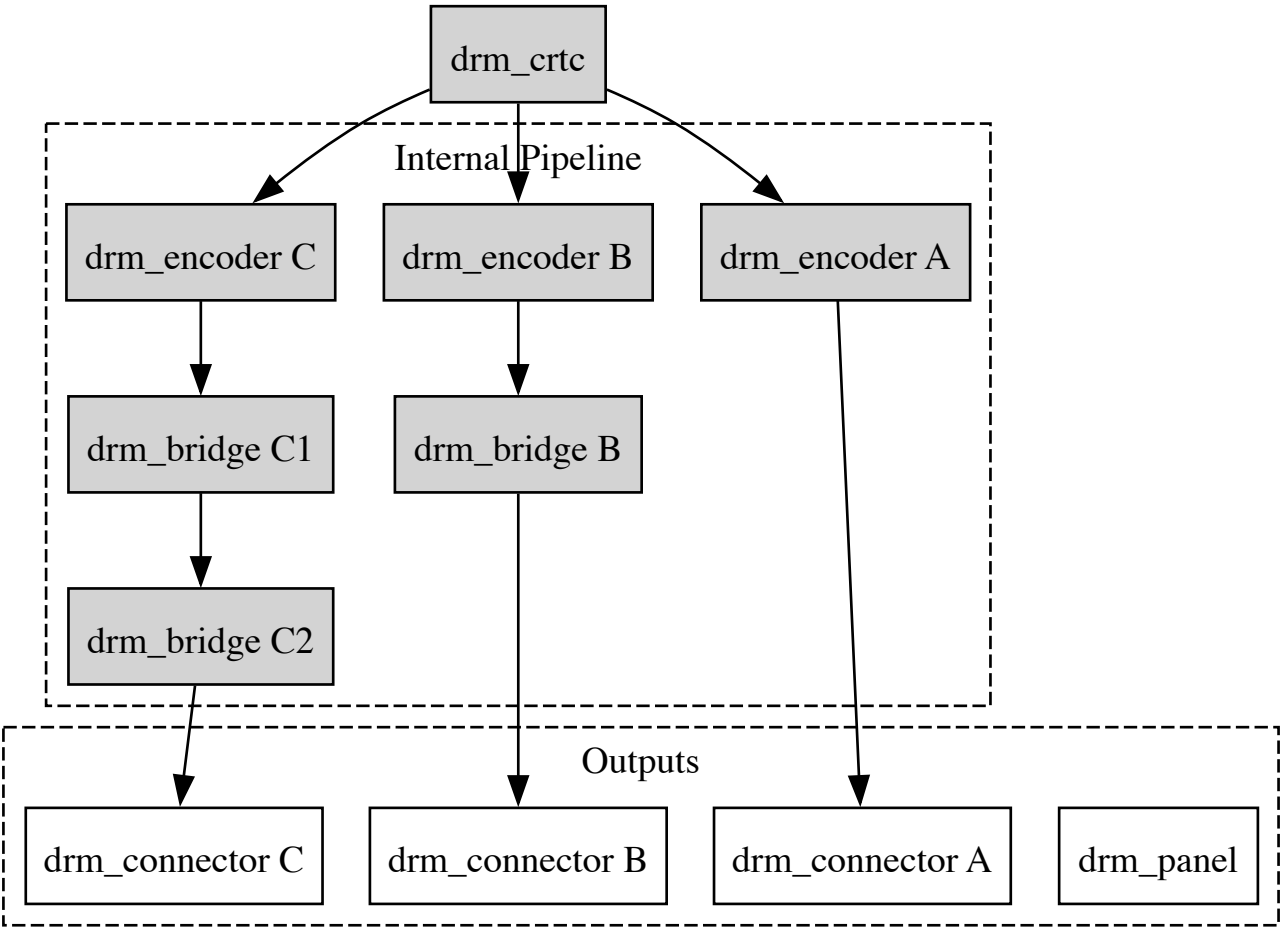 drm_crtc
Internal Pipeline
drm_encoder C
drm_encoder B
drm_encoder A
drm_bridge C1
drm_bridge B
drm_bridge C2
Outputs
drm_connector C
drm_connector B
drm_connector A
drm_panel